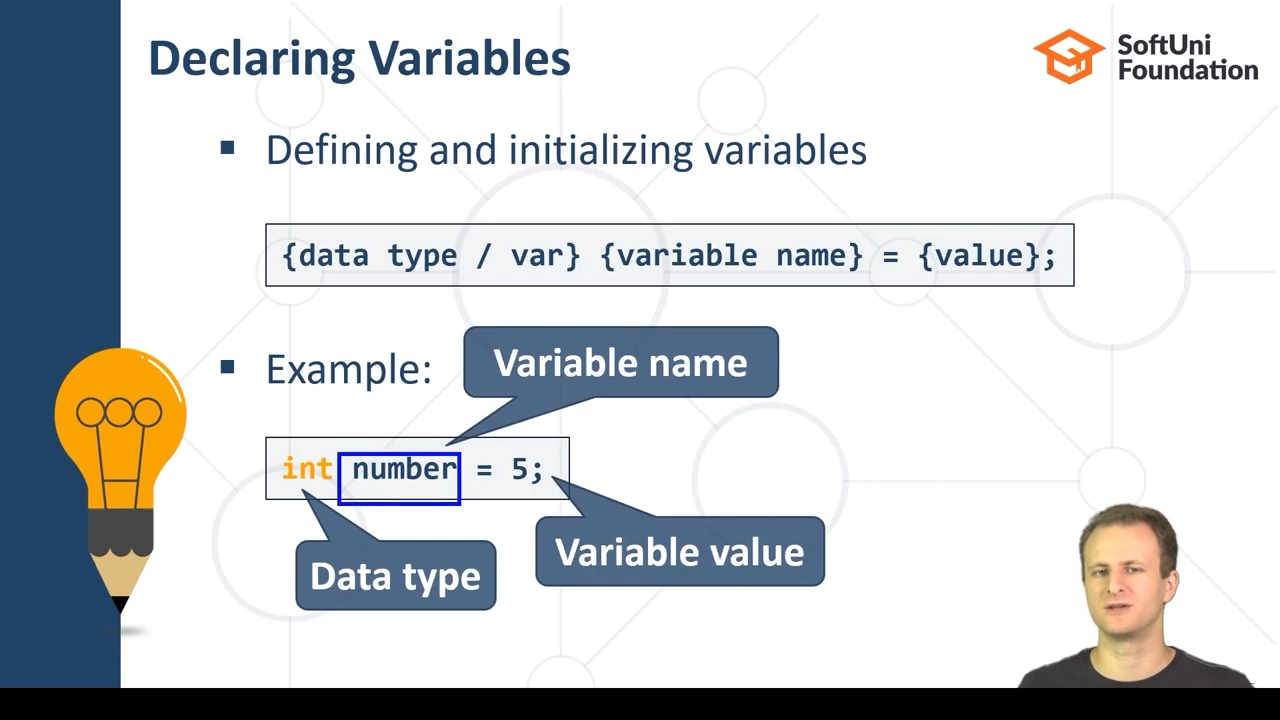 Declaring Variables
SoftUni
Foundation
▪ Defining and initializing variables
{data type / var} {variable name} = {value};
▪ Example:
Variable name
int number = 5;
Variable value
Data type